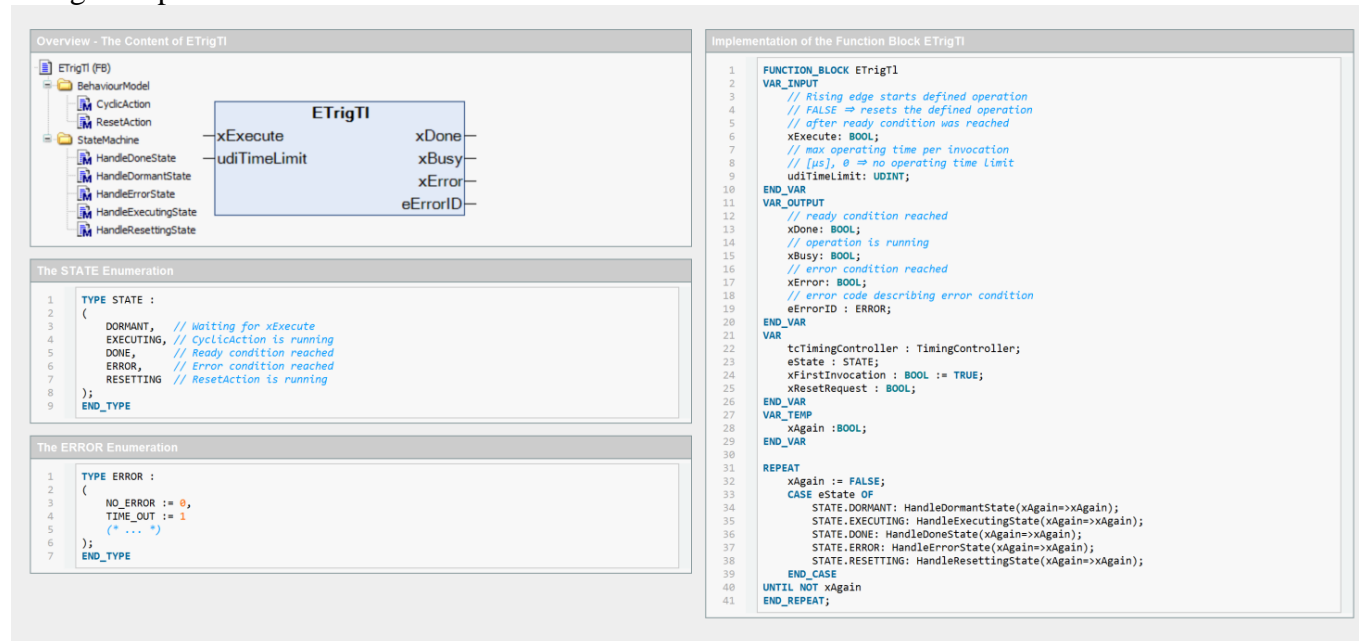 Overview - The Content of ETrigTl
ETrigTl (FB)
BehaviourModel
CyclicAction
ResetAction
StateMachine
HandleDoneState
HandleDormantState
HandleErrorState
HandleExecutingState
HandleResettingState
ETrigTl
xExecute
udiTimeLimit
xDone
xBusy
xError
eErrorID
The STATE Enumeration
1 TYPE STATE :
2 (
3 DORMANT, // Waiting for xExecute
4 EXECUTING, // CyclicAction is running
5 DONE, // Ready condition reached
6 ERROR, // Error condition reached
7 RESETTING // ResetAction is running
8 );
9 END_TYPE
The ERROR Enumeration
1 TYPE ERROR :
2 (
3 NO_ERROR := 0,
4 TIME_OUT := 1
5 (* ... *)
6 );
7 END_TYPE
Implementation of the Function Block ETrigTl
1 FUNCTION_BLOCK ETrigTl
2 VAR_INPUT
3 // Rising edge starts defined operation
4 // FALSE ⇒ resets the defined operation
5 // after ready condition was reached
6 xExecute: BOOL;
7 // max operating time per invocation
8 // [µs], 0 ⇒ no operating time limit
9 udiTimeLimit: UDINT;
10 END_VAR
11 VAR_OUTPUT
12 // ready condition reached
13 xDone: BOOL;
14 // operation is running
15 xBusy: BOOL;
16 // error condition reached
17 xError: BOOL;
18 // error code describing error condition
19 eErrorID : ERROR;
20 END_VAR
21 VAR
22 tcTimingController : TimingController;
23 eState : STATE;
24 xFirstInvocation : BOOL := TRUE;
25 xResetRequest : BOOL;
26 END_VAR
27 VAR_TEMP
28 xAgain :BOOL;
29 END_VAR
30
31 REPEAT
32 xAgain := FALSE;
33 CASE eState OF
34 STATE.DORMANT: HandleDormantState(xAgain=>xAgain);
35 STATE.EXECUTING: HandleExecutingState(xAgain=>xAgain);
36 STATE.DONE: HandleDoneState(xAgain=>xAgain);
37 STATE.ERROR: HandleErrorState(xAgain=>xAgain);
38 STATE.RESETTING: HandleResettingState(xAgain=>xAgain);
39 END_CASE
40 UNTIL NOT xAgain
41 END_REPEAT;